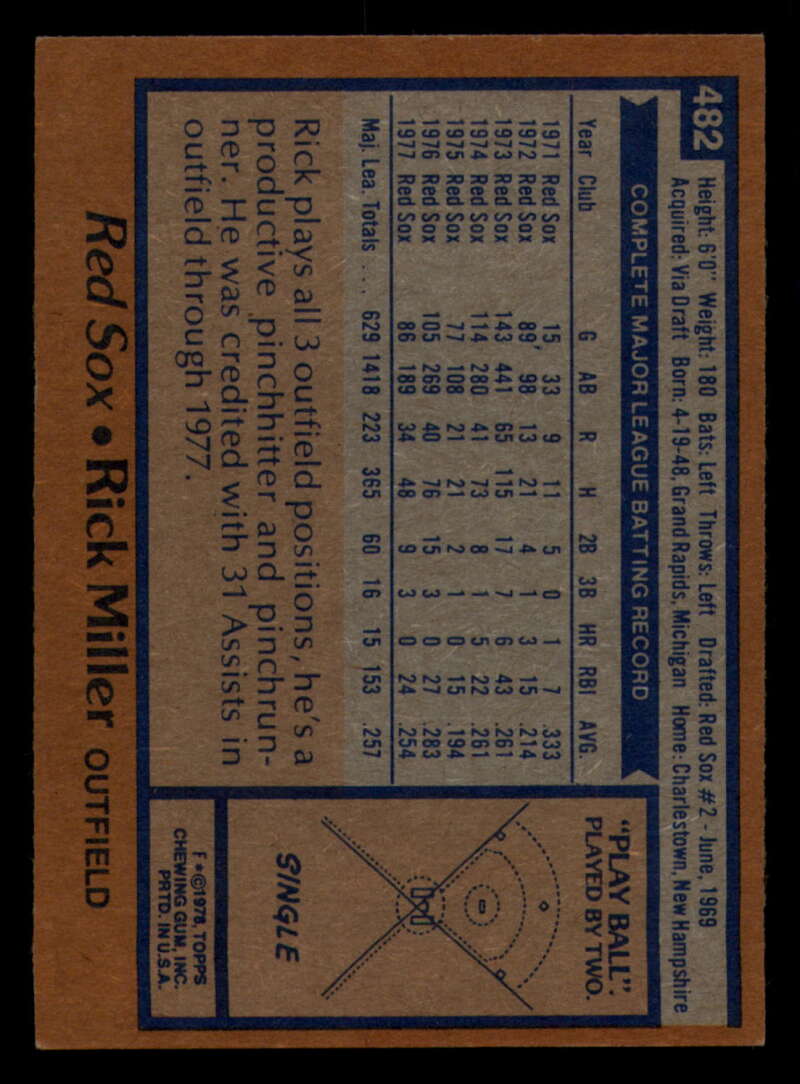 482
Height: 6'0" Weight: 180 Bats: Left Throws: Left Drafted: Red Sox #2 - June, 1969
Acquired: Via Draft Born: 4-19-48, Grand Rapids, Michigan Home: Charlestown, New Hampshire
COMPLETE MAJOR LEAGUE BATTING RECORD
Year Club G AB R H 2B 3B HR RBI AVG.
1971 Red Sox 15 33 9 11 5 0 1 7 .333
1972 Red Sox 89 98 13 21 4 1 3 15 .214
1973 Red Sox 143 441 65 115 17 7 6 43 .261
1974 Red Sox 114 280 41 73 8 1 5 22 .261
1975 Red Sox 77 108 21 21 2 1 0 15 .194
1976 Red Sox 105 269 40 76 15 3 0 27 .283
1977 Red Sox 86 189 34 48 9 3 0 24 .254
Maj. Lea. Totals .... 629 1418 223 365 60 16 15 153 .257
Rick plays all 3 outfield positions, he's a
productive pinchhitter and pinchrun-
ner. He was credited with 31 Assists in
outfield through 1977.
"PLAY BALL":
PLAYED BY TWO.
SINGLE
F*©1978, TOPPS
CHEWING GUM, INC.
PRTD. IN U.S.A.
Red Sox • Rick Miller OUTFIELD